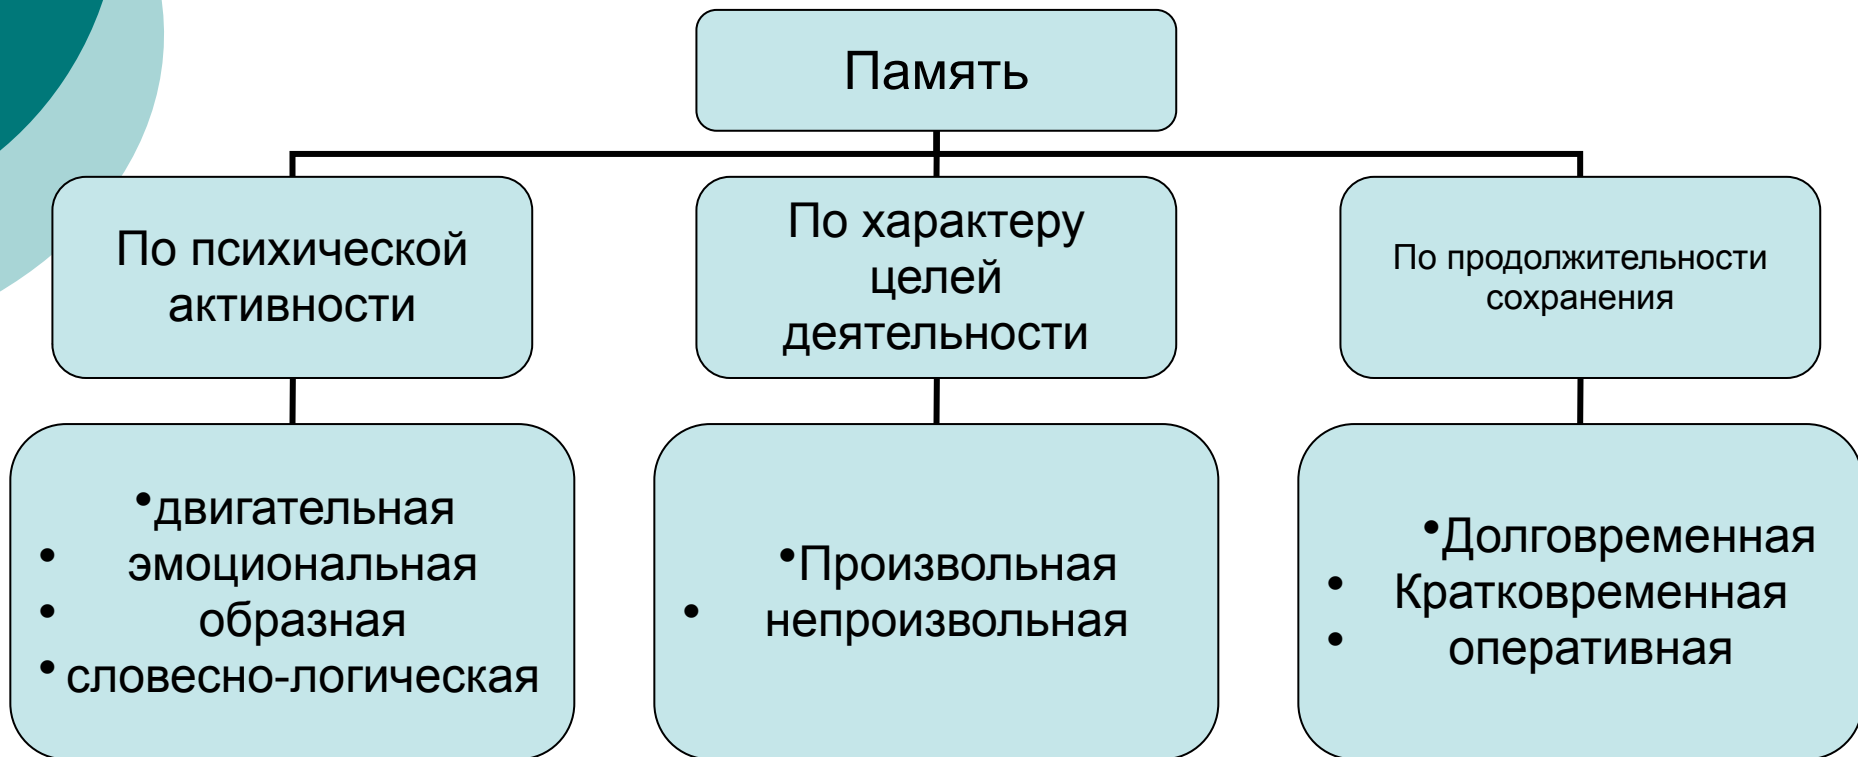 Память
По психической
активности
По характеру
целей
деятельности
По продолжительности
сохранения
•двигательная
• эмоциональная
• образная
•словесно-логическая
•Произвольная
• непроизвольная
•Долговременная
• Кратковременная
• оперативная